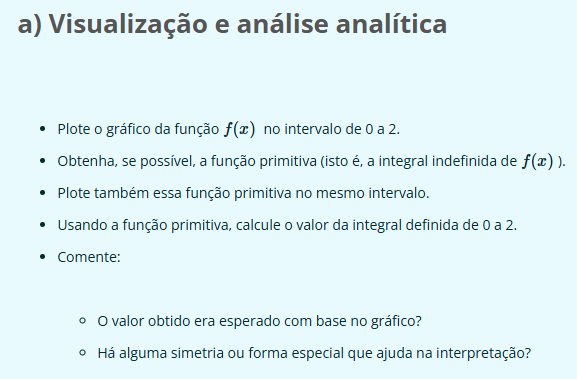 a) Visualização e análise analítica
• Plote o gráfico da função f(x) no intervalo de 0 a 2.
• Obtenha, se possível, a função primitiva (isto é, a integral indefinida de f(x) ).
• Plote também essa função primitiva no mesmo intervalo.
• Usando a função primitiva, calcule o valor da integral definida de 0 a 2.
• Comente:
◦ O valor obtido era esperado com base no gráfico?
◦ Há alguma simetria ou forma especial que ajuda na interpretação?